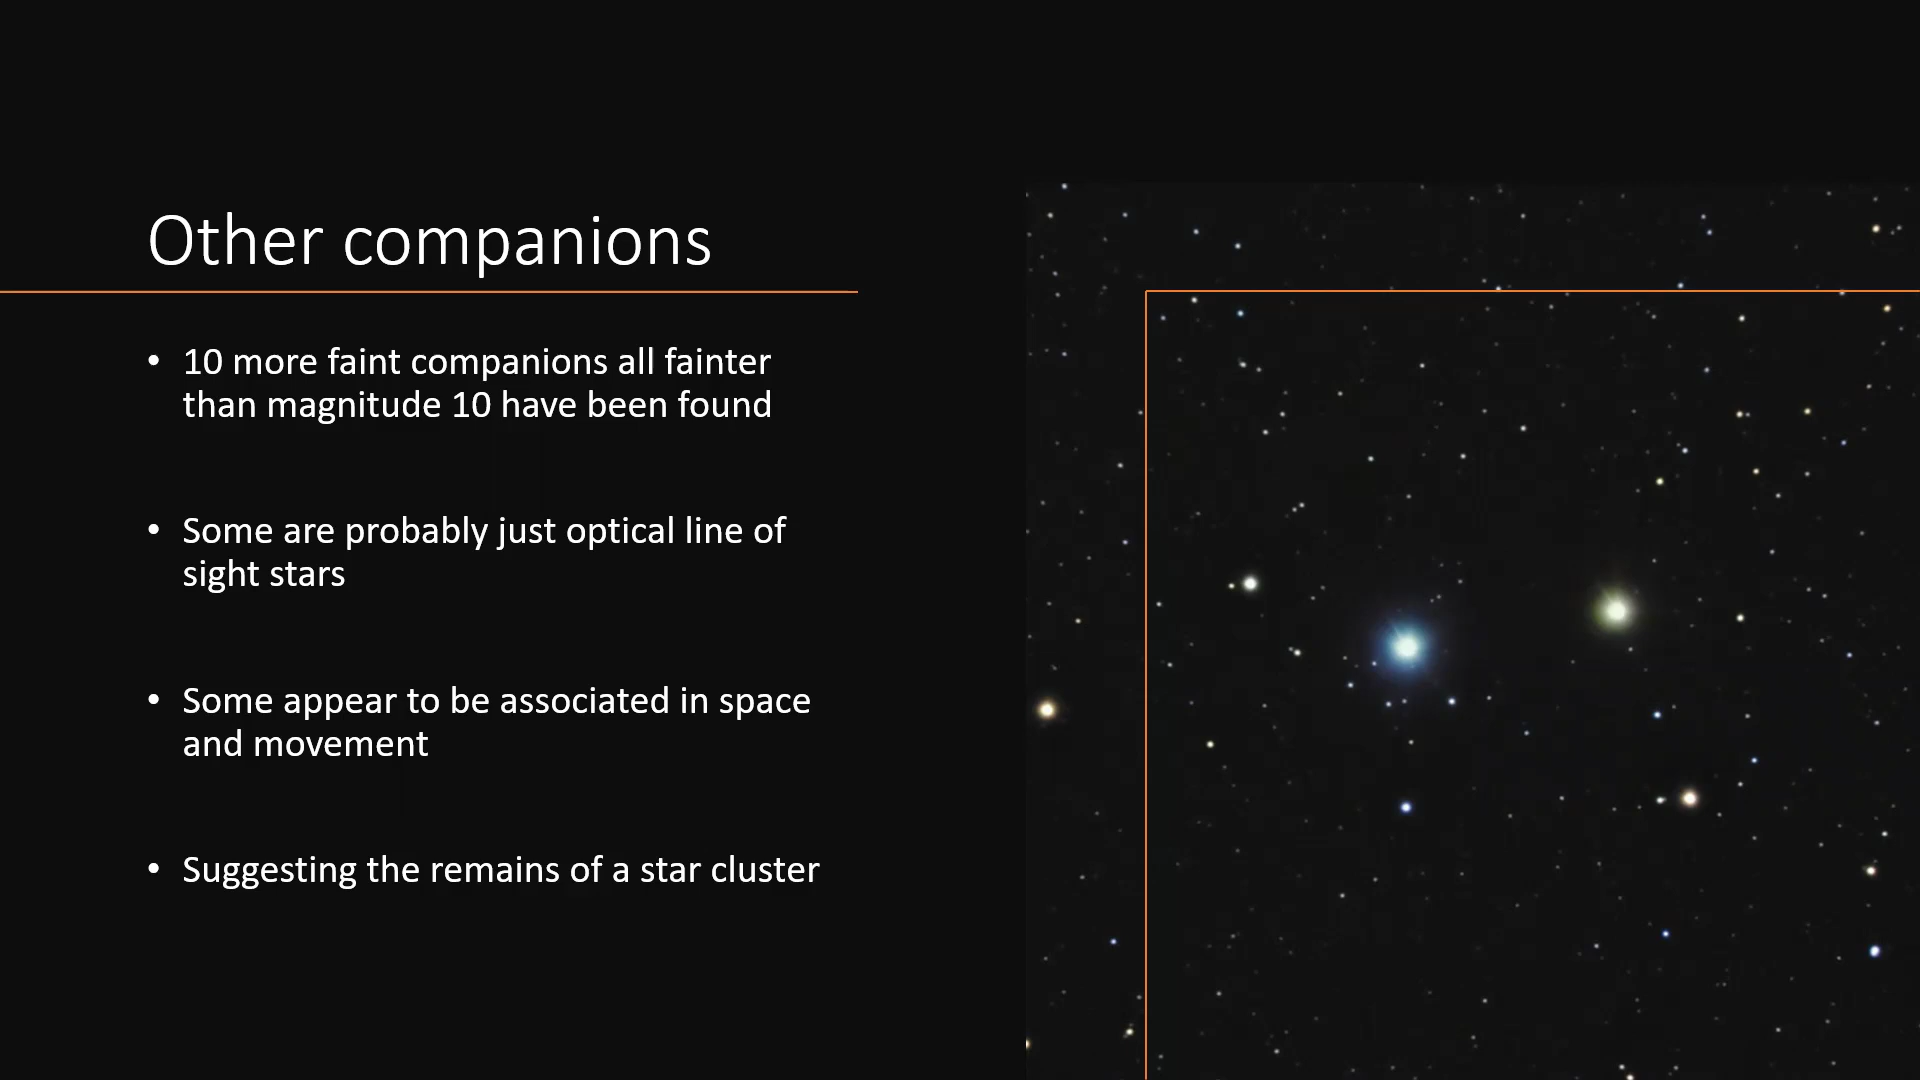 Other companions
• 10 more faint companions all fainter
than magnitude 10 have been found
• Some are probably just optical line of
sight stars
• Some appear to be associated in space
and movement
• Suggesting the remains of a star cluster